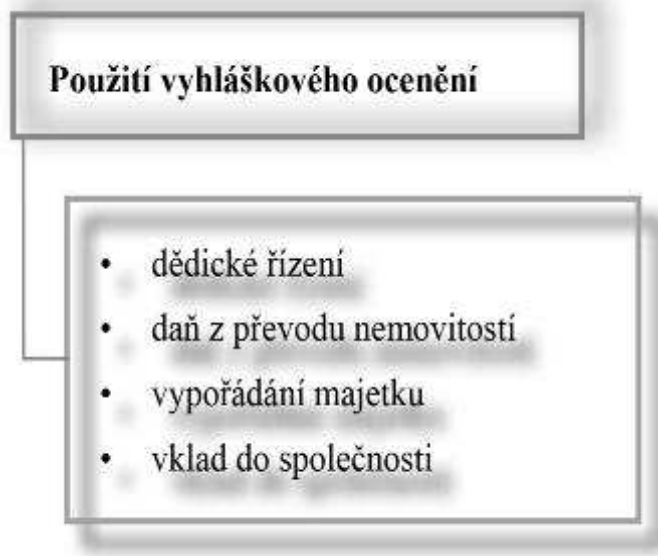 Použití vyhláškového ocenění
• dědické řízení
• daň z převodu nemovitostí
• vypořádání majetku
• vklad do společnosti